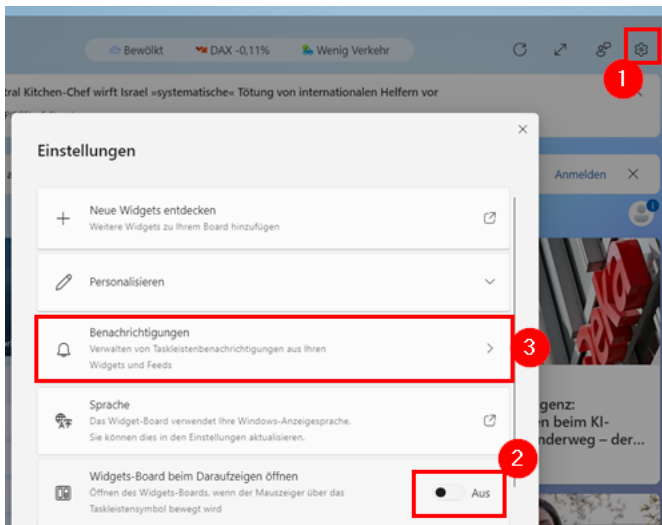 Bewölkt
DAX -0,11%
Wenig Verkehr
1
tral Kitchen-Chef wirft Israel »systematische« Tötung von internationalen Helfern vor
Einstellungen
Anmelden
Neue Widgets entdecken
Weitere Widgets zu Ihrem Board hinzufügen
Personalisieren
Benachrichtigungen
Verwalten von Taskleistenbenachrichtigungen aus Ihren
Widgets und Feeds
3
eka
Sprache
Das Widget-Board verwendet Ihre Windows-Anzeigesprache.
Sie können dies in den Einstellungen aktualisieren.
genz:
n beim KI-
nderweg – der...
2
Widgets-Board beim Daraufzeigen öffnen
Öffnen des Widgets-Boards, wenn der Mauszeiger über das
Taskleistensymbol bewegt wird
Aus